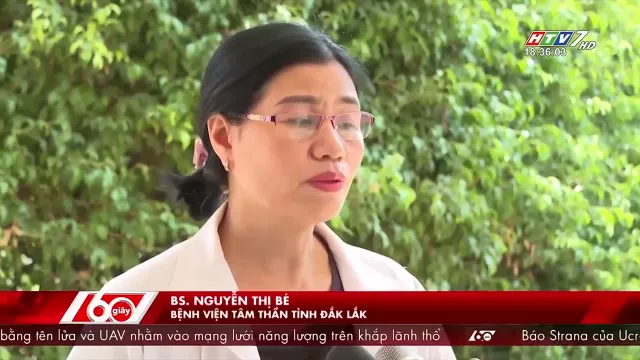 HTV7 HD
18:36:03
60 giây
BS. NGUYỄN THỊ BÉ
BỆNH VIỆN TÂM THẦN TỈNH ĐẮK LẮK
bằng tên lửa và UAV nhằm vào mạng lưới năng lượng trên khắp lãnh thổ 60 Báo Strana của Ucr